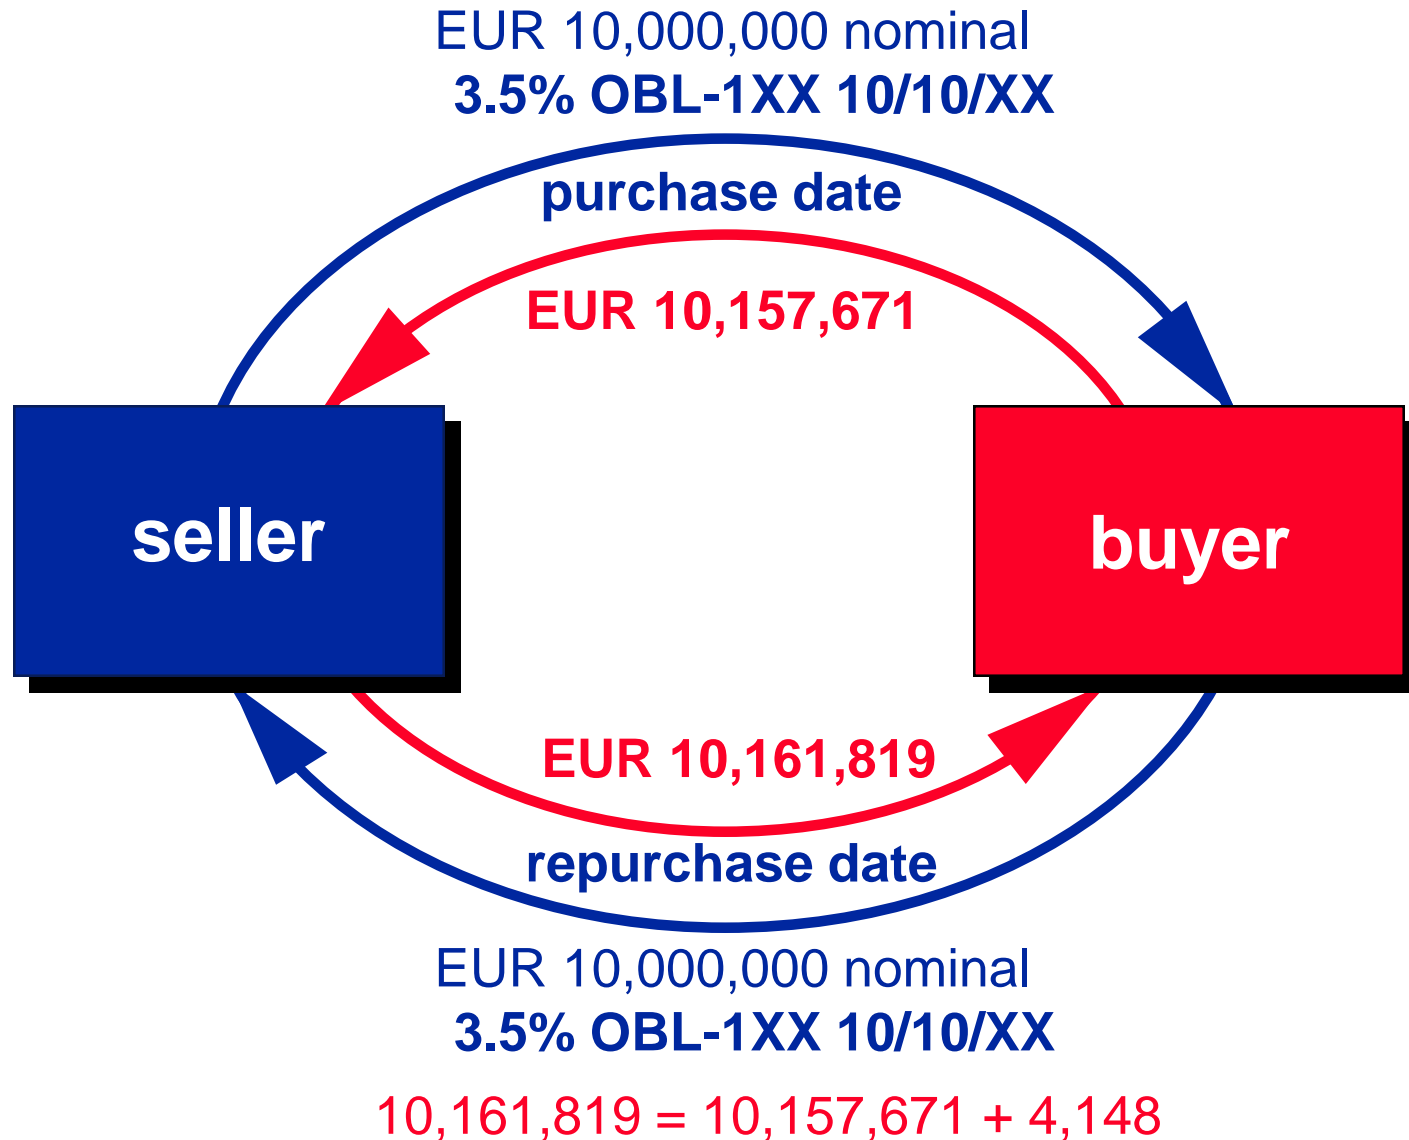 EUR 10,000,000 nominal
3.5% OBL-1XX 10/10/XX
purchase date
EUR 10,157,671
seller
buyer
EUR 10,161,819
repurchase date
EUR 10,000,000 nominal
3.5% OBL-1XX 10/10/XX
10,161,819 = 10,157,671 + 4,148